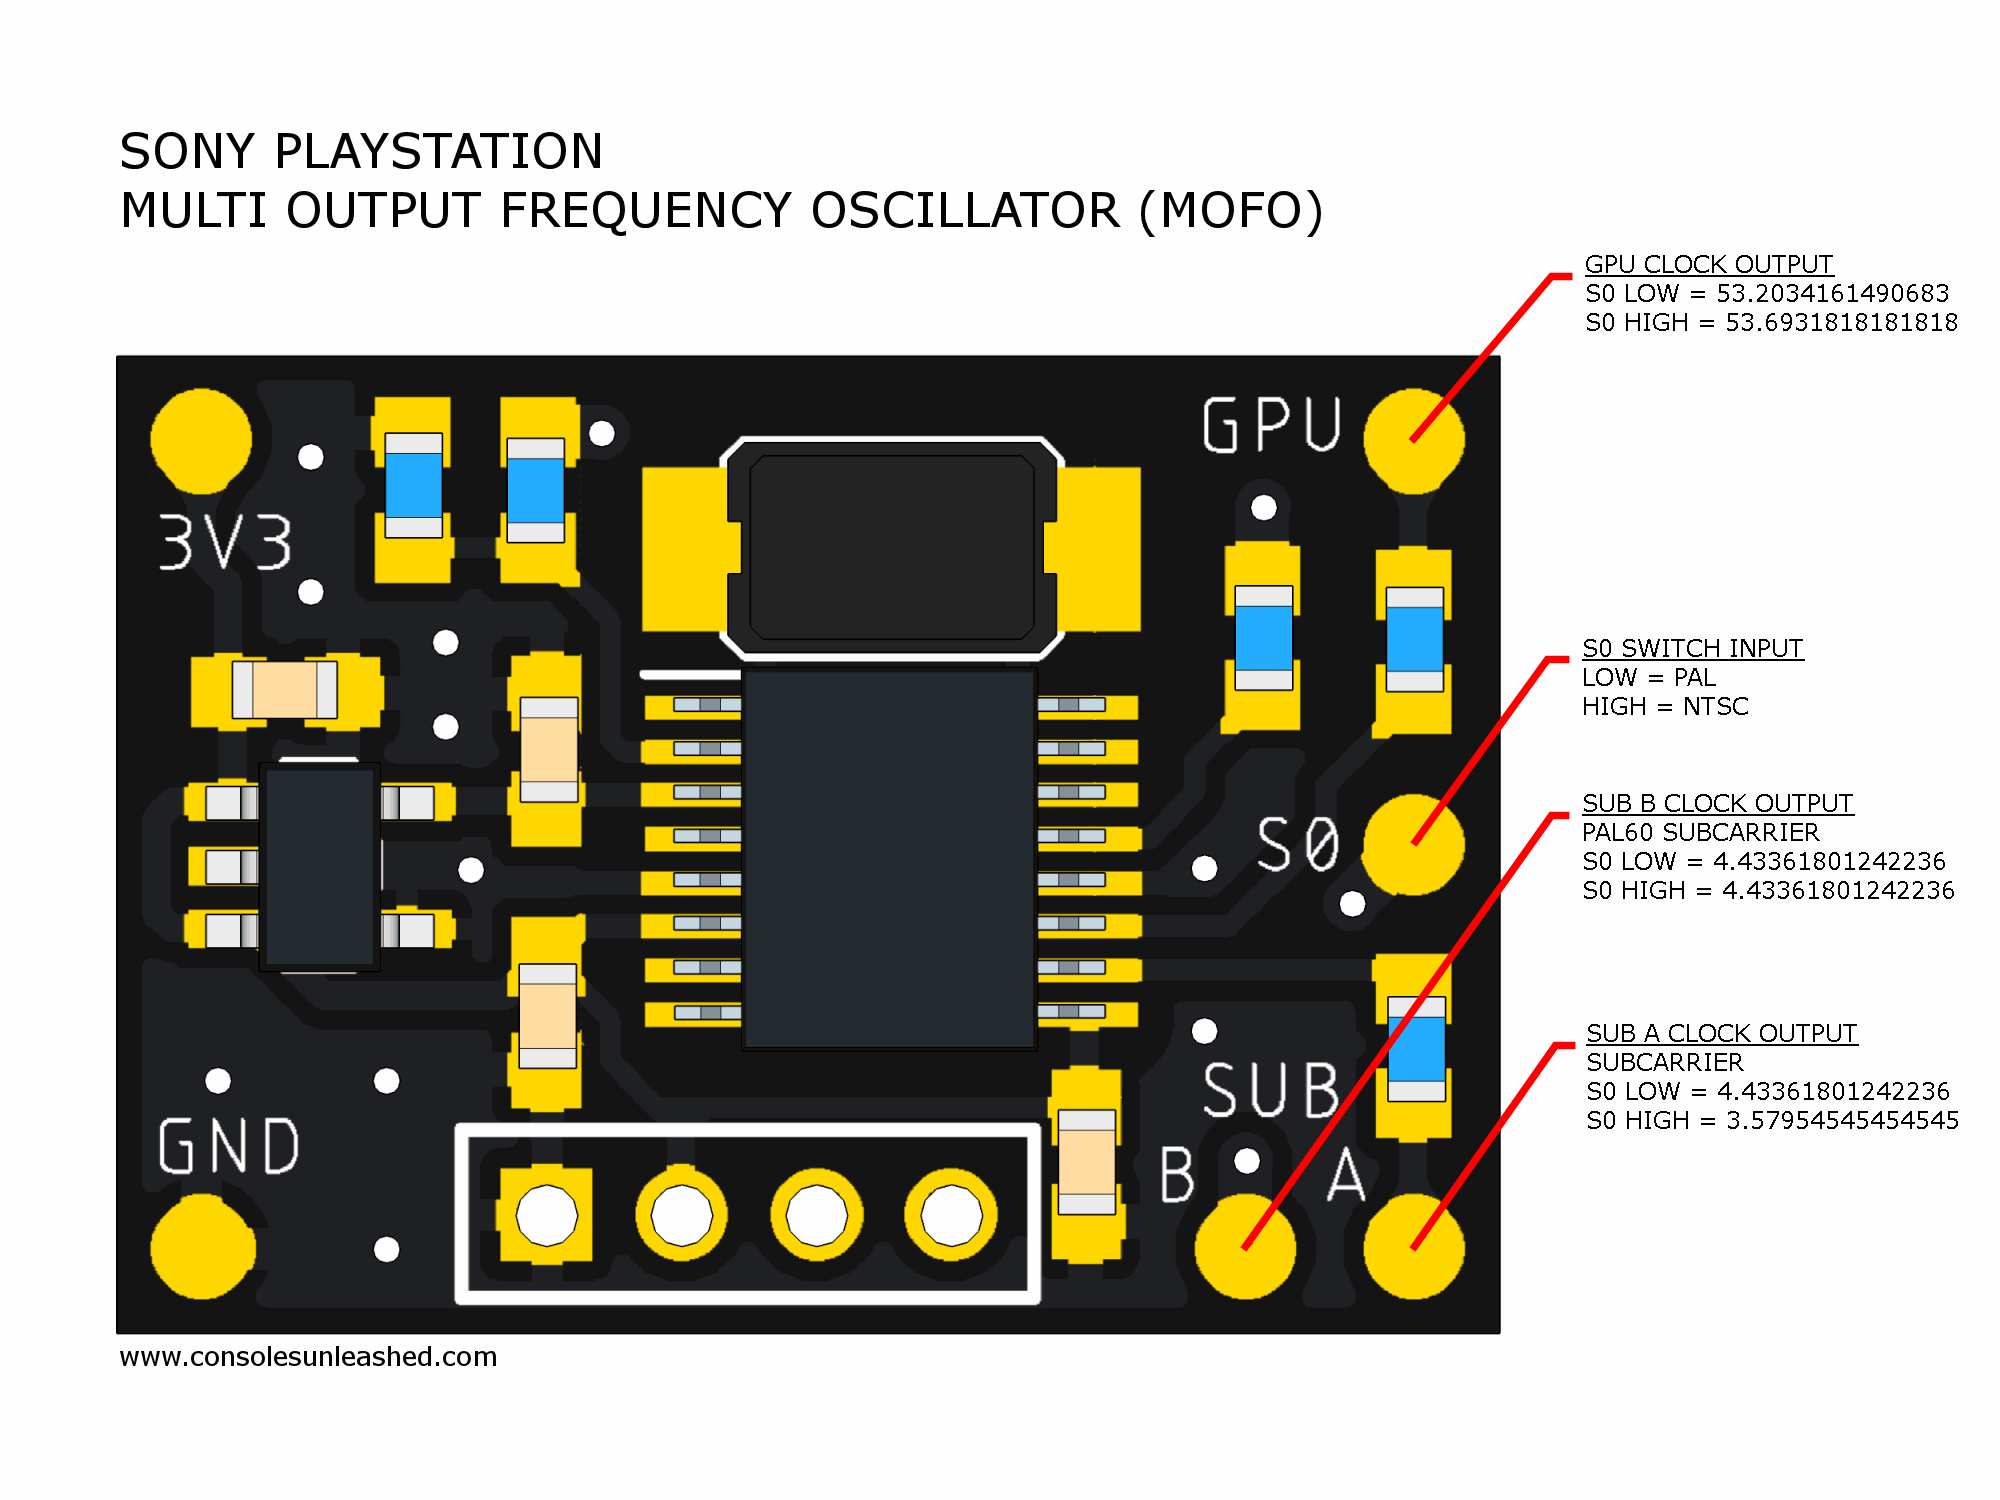 SONY PLAYSTATION
MULTI OUTPUT FREQUENCY OSCILLATOR (MOFO)
GPU CLOCK OUTPUT
S0 LOW = 53.2034161490683
S0 HIGH = 53.6931818181818
GPU
3V3
S0 SWITCH INPUT
LOW = PAL
HIGH = NTSC
S0
SUB B CLOCK OUTPUT
PAL60 SUBCARRIER
S0 LOW = 4.43361801242236
S0 HIGH = 4.43361801242236
SUB A CLOCK OUTPUT
SUBCARRIER
S0 LOW = 4.43361801242236
S0 HIGH = 3.57954545454545
SUB
GND
B A
www.consolesunleashed.com